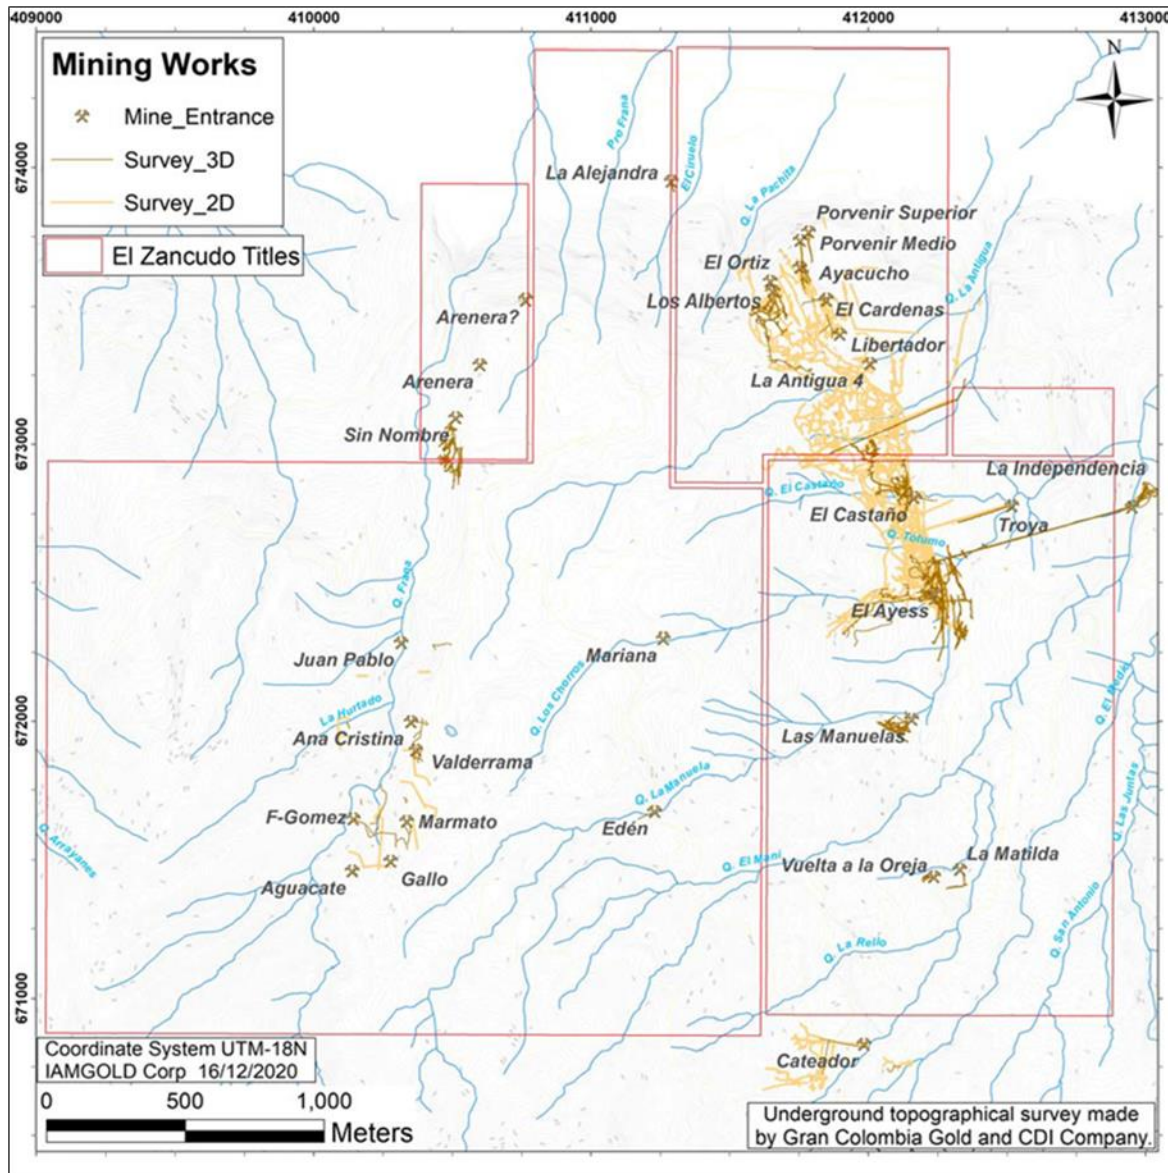 409000 410000 411000 412000 413000
Mining Works
Mine_Entrance
Survey_3D
Survey_2D
El Zancudo Titles
N
674000
673000
672000
671000
Pro Frana
El Ciruelo
Q. La Pachita
Q. La Antigua
La Alejandra
Porvenir Superior
Porvenir Medio
El Ortiz
Ayacucho
Los Albertos
El Cardenas
Arenera?
Libertador
Arenera
La Antigua 4
Sin Nombre
La Independencia
Q. El Castaño
El Castaño
Troya
Q. Tolumo
Q. Frana
El Ayess
Juan Pablo
Mariana
Q. Los Chorros
Q. El Medal
La Hurtado
Ana Cristina
Las Manuelas
Valderrama
Q. LaManuela
Q. Las Juntas
F-Gomez
Marmato
Edén
Q. Arrayanes
Q. El Mani
Vuelta a la Oreja
La Matilda
Aguacate
Gallo
Q. San Antonio
Q. La Relio
Cateador
Coordinate System UTM-18N
IAMGOLD Corp 16/12/2020
0 500 1,000
Meters
Underground topographical survey made
by Gran Colombia Gold and CDI Company.